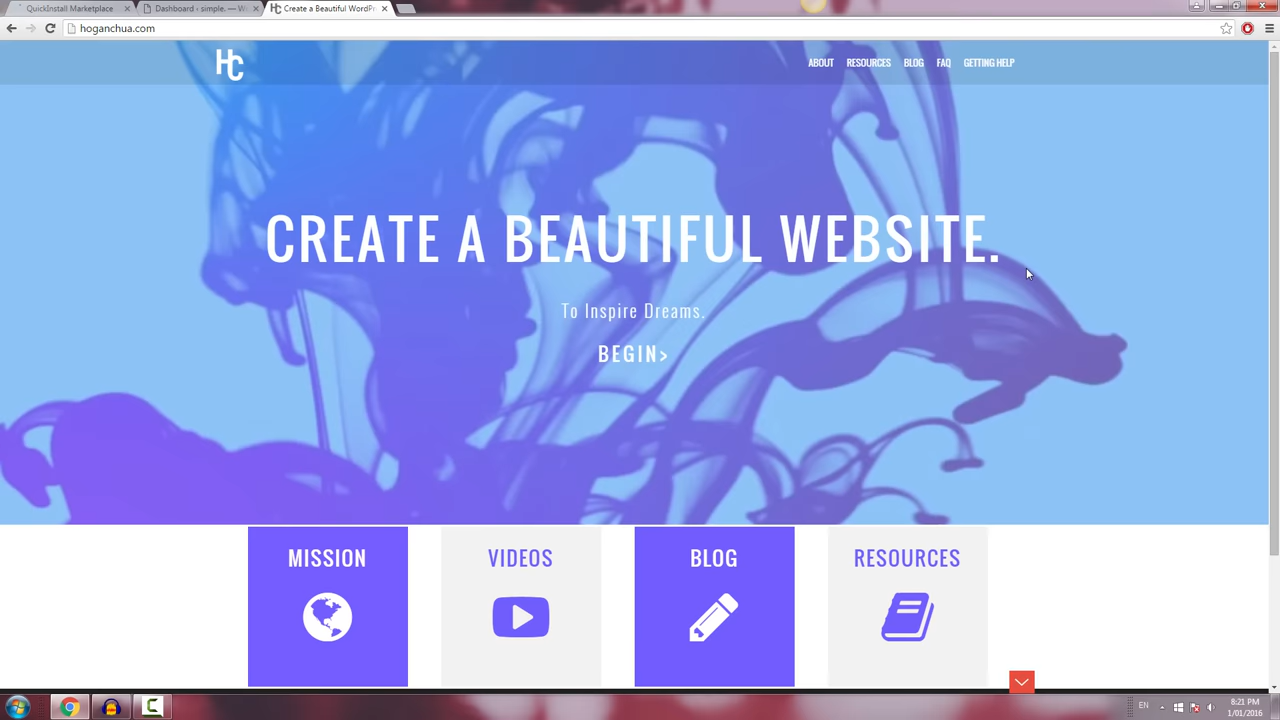 QuickInstall Marketplace
Dashboard ‹ simple. — W
Create a Beautiful WordPr
hoganchua.com
HC
ABOUT RESOURCES BLOG FAQ GETTING HELP
CREATE A BEAUTIFUL WEBSITE.
To Inspire Dreams.
BEGIN>
MISSION VIDEOS BLOG RESOURCES
EN
8:21 PM
1/01/2016